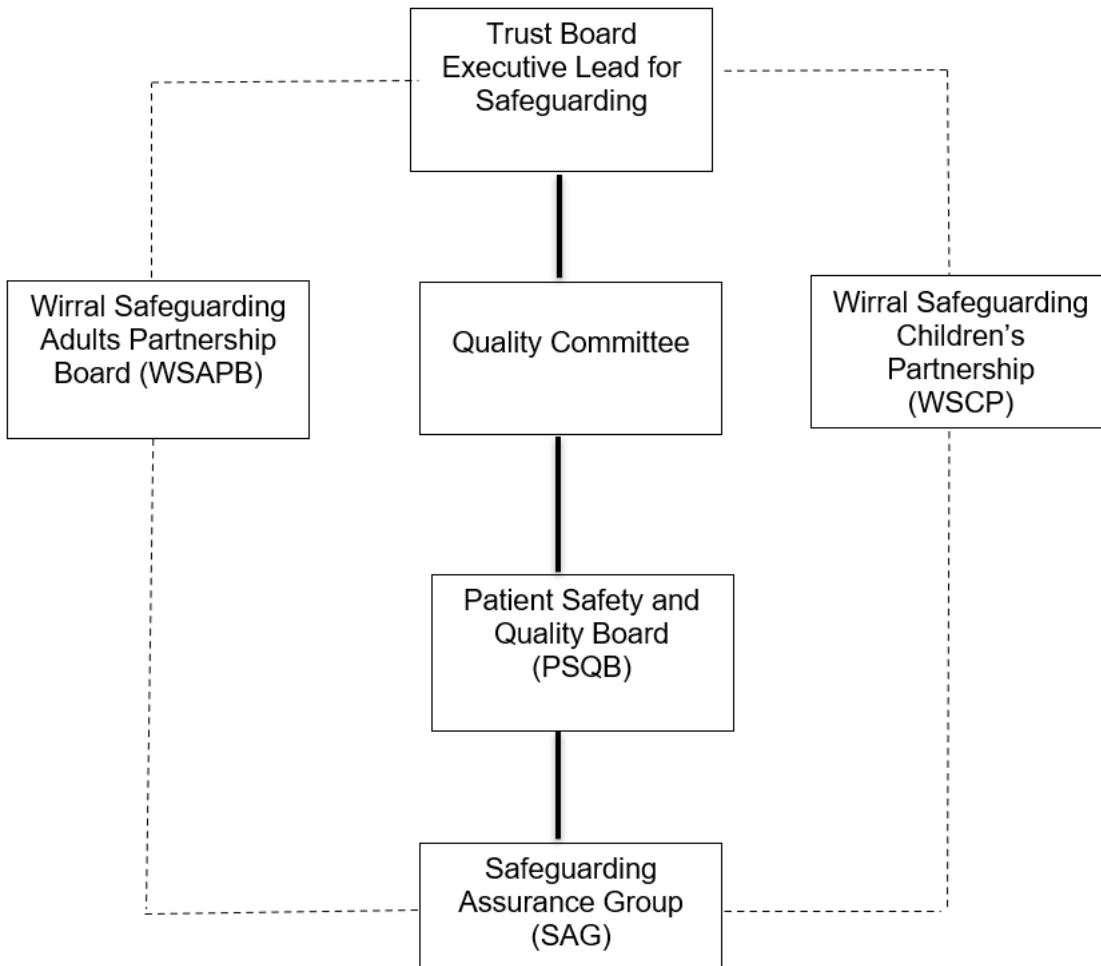 Trust Board
Executive Lead for
Safeguarding
Wirral Safeguarding
Adults Partnership
Board (WSAPB)
Quality Committee
Wirral Safeguarding
Children’s
Partnership
(WSCP)
Patient Safety and
Quality Board
(PSQB)
Safeguarding
Assurance Group
(SAG)